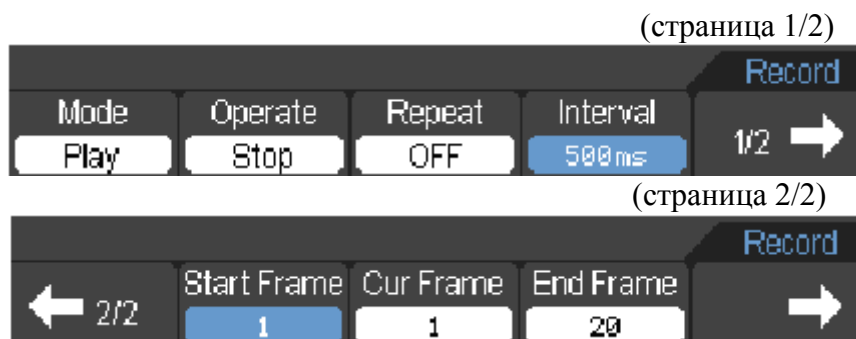 (страница 1/2)
Record
Mode Operate Repeat Interval
Play Stop OFF 500ms 1/2
(страница 2/2)
Record
2/2 Start Frame Cur Frame End Frame
1 1 20